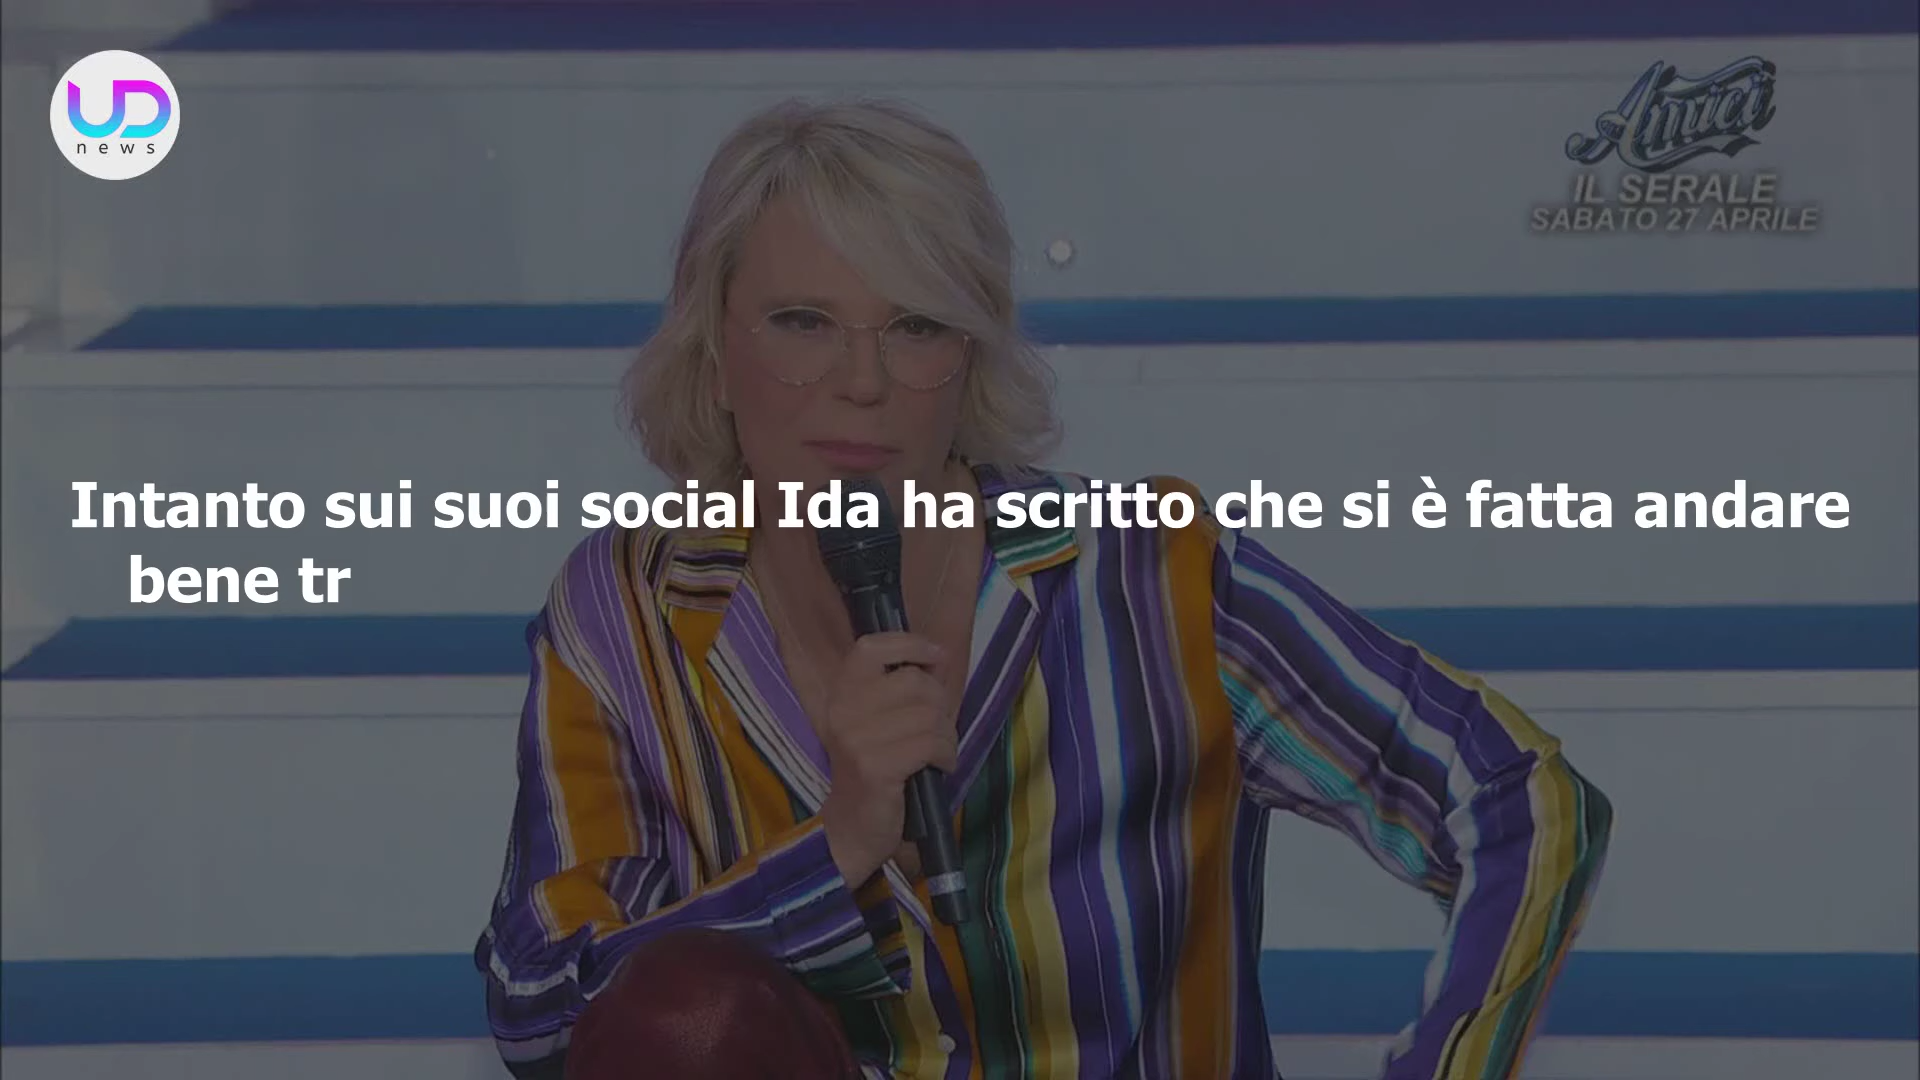 UD
news
Amici
IL SERALE
SABATO 27 APRILE
Intanto sui suoi social Ida ha scritto che si è fatta andare
bene tr